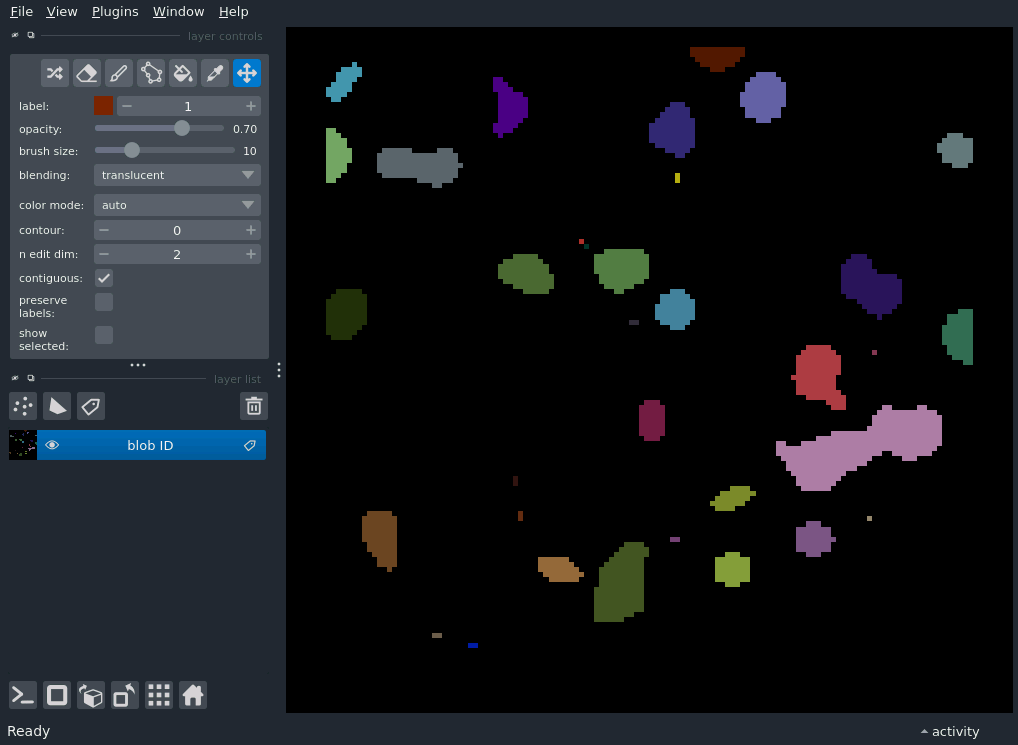 File View Plugins Window Help
layer controls
label: 1
opacity: 0.70
brush size: 10
blending: translucent
color mode: auto
contour: 0
n edit dim: 2
contiguous:
preserve
labels:
show
selected:
layer list
blob ID
Ready
activity